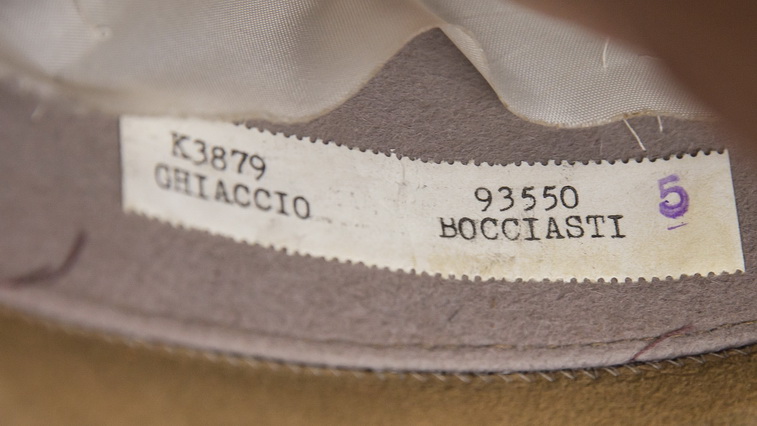 K3879
GHIACCIO
93550
BOCCIASTI
5